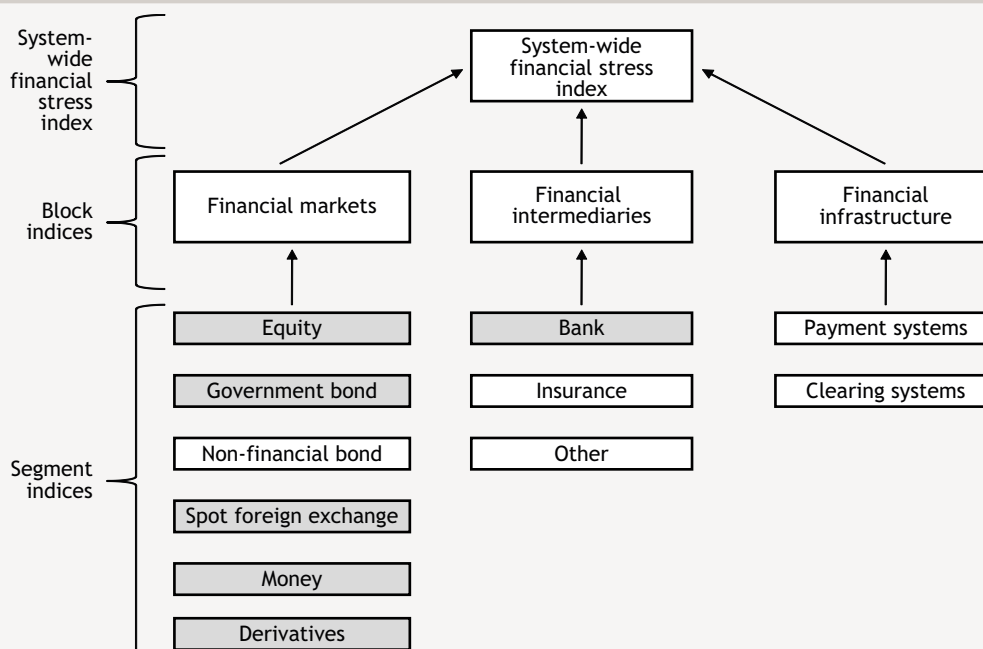 System-
wide
financial
stress
index
System-wide
financial stress
index
Block
indices
Financial markets
Financial
intermediaries
Financial
infrastructure
Segment
indices
Equity
Bank
Payment systems
Government bond
Insurance
Clearing systems
Non-financial bond
Other
Spot foreign exchange
Money
Derivatives